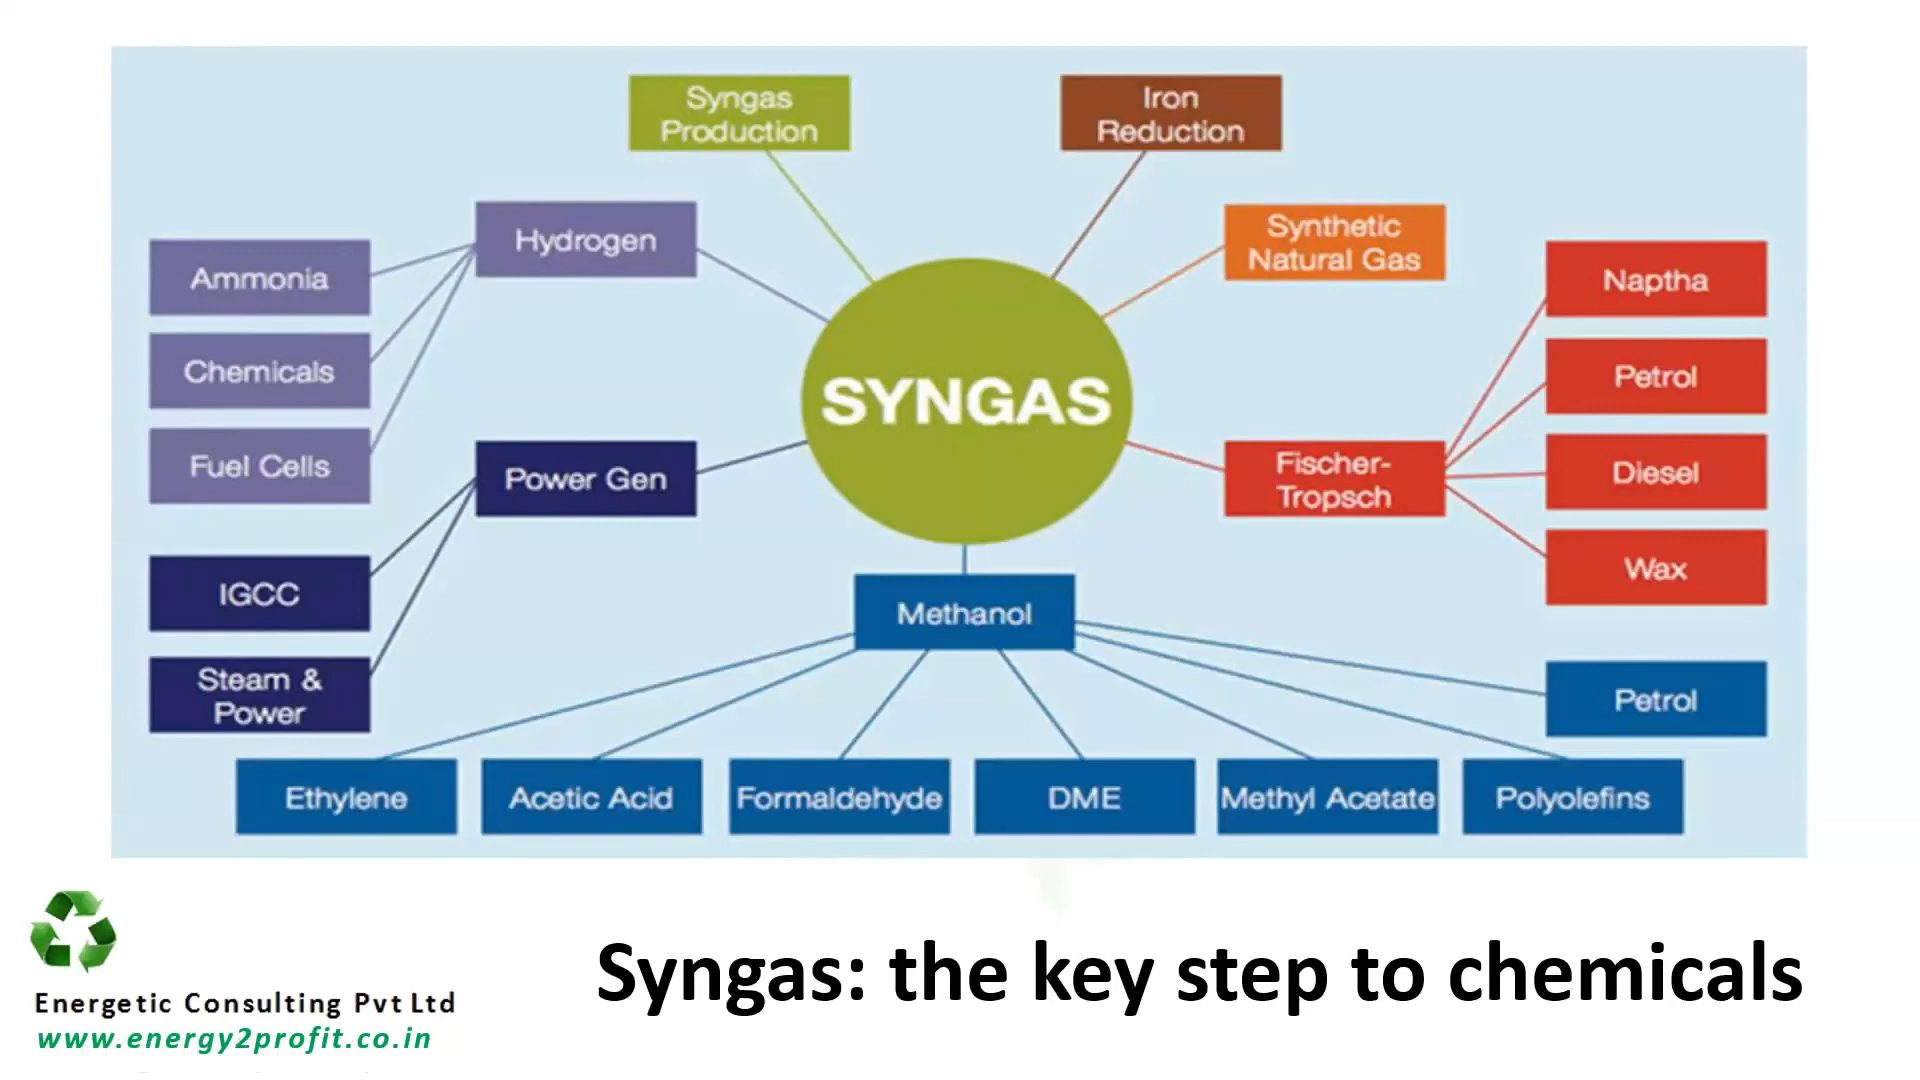 Syngas
Production
Iron
Reduction
Hydrogen
Synthetic
Natural Gas
Ammonia
Naptha
Chemicals
Petrol
SYNGAS
Fuel Cells
Power Gen
Fischer-
Tropsch
Diesel
IGCC
Wax
Methanol
Steam &
Power
Petrol
Ethylene
Acetic Acid
Formaldehyde
DME
Methyl Acetate
Polyolefins
Syngas: the key step to chemicals
Energetic Consulting Pvt Ltd
www.energy2profit.co.in